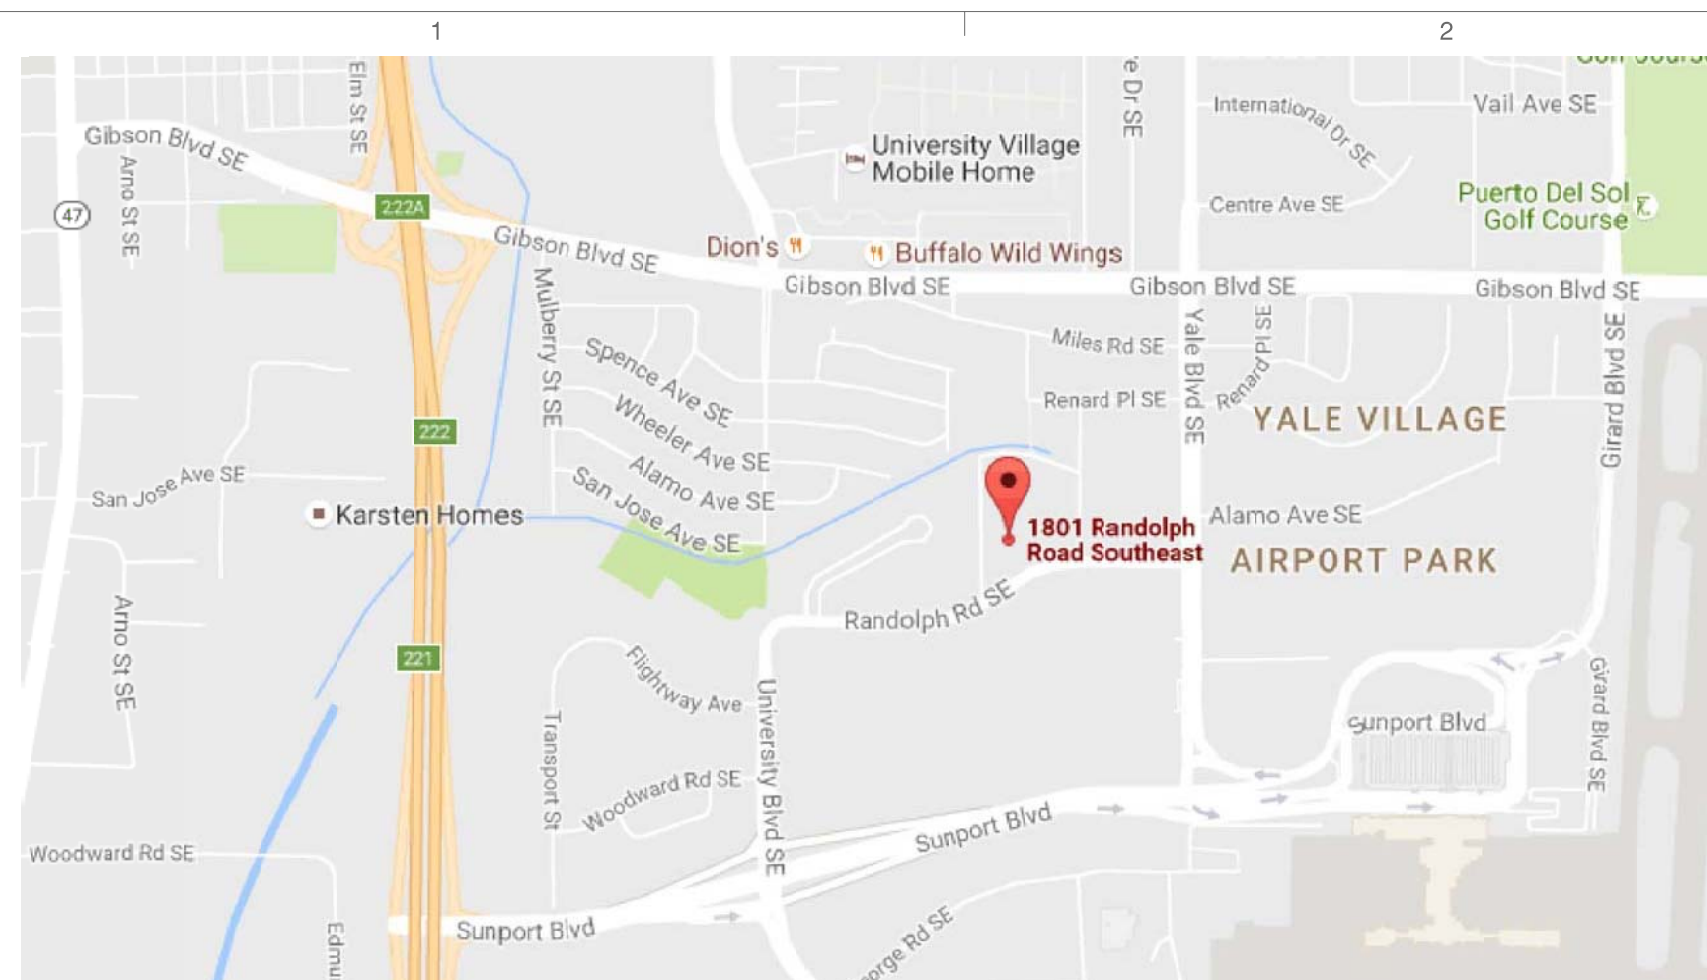 1
2
Elm St SE
Gibson Blvd SE
Arno St SE
47
222A
Gibson Blvd SE
Mulberry St SE
University Village
Mobile Home
Dion's
Buffalo Wild Wings
Gibson Blvd SE
Gibson Blvd SE
Gibson Blvd SE
International Dr SE
Vail Ave SE
Centre Ave SE
Puerto Del Sol
Golf Course
Miles Rd SE
Yale Blvd SE
Renard Pl SE
Renard Pl SE
Girard Blvd SE
YALE VILLAGE
Spence Ave SE
Wheeler Ave SE
Alamo Ave SE
San Jose Ave SE
222
San Jose Ave SE
Karsten Homes
1801 Randolph
Road Southeast
Alamo Ave SE
AIRPORT PARK
Randolph Rd SE
Arno St SE
221
Flightway Ave
Transport St
Woodward Rd SE
University Blvd SE
Sunport Blvd
Girard Blvd SE
Sunport Blvd
Woodward Rd SE
Sunport Blvd